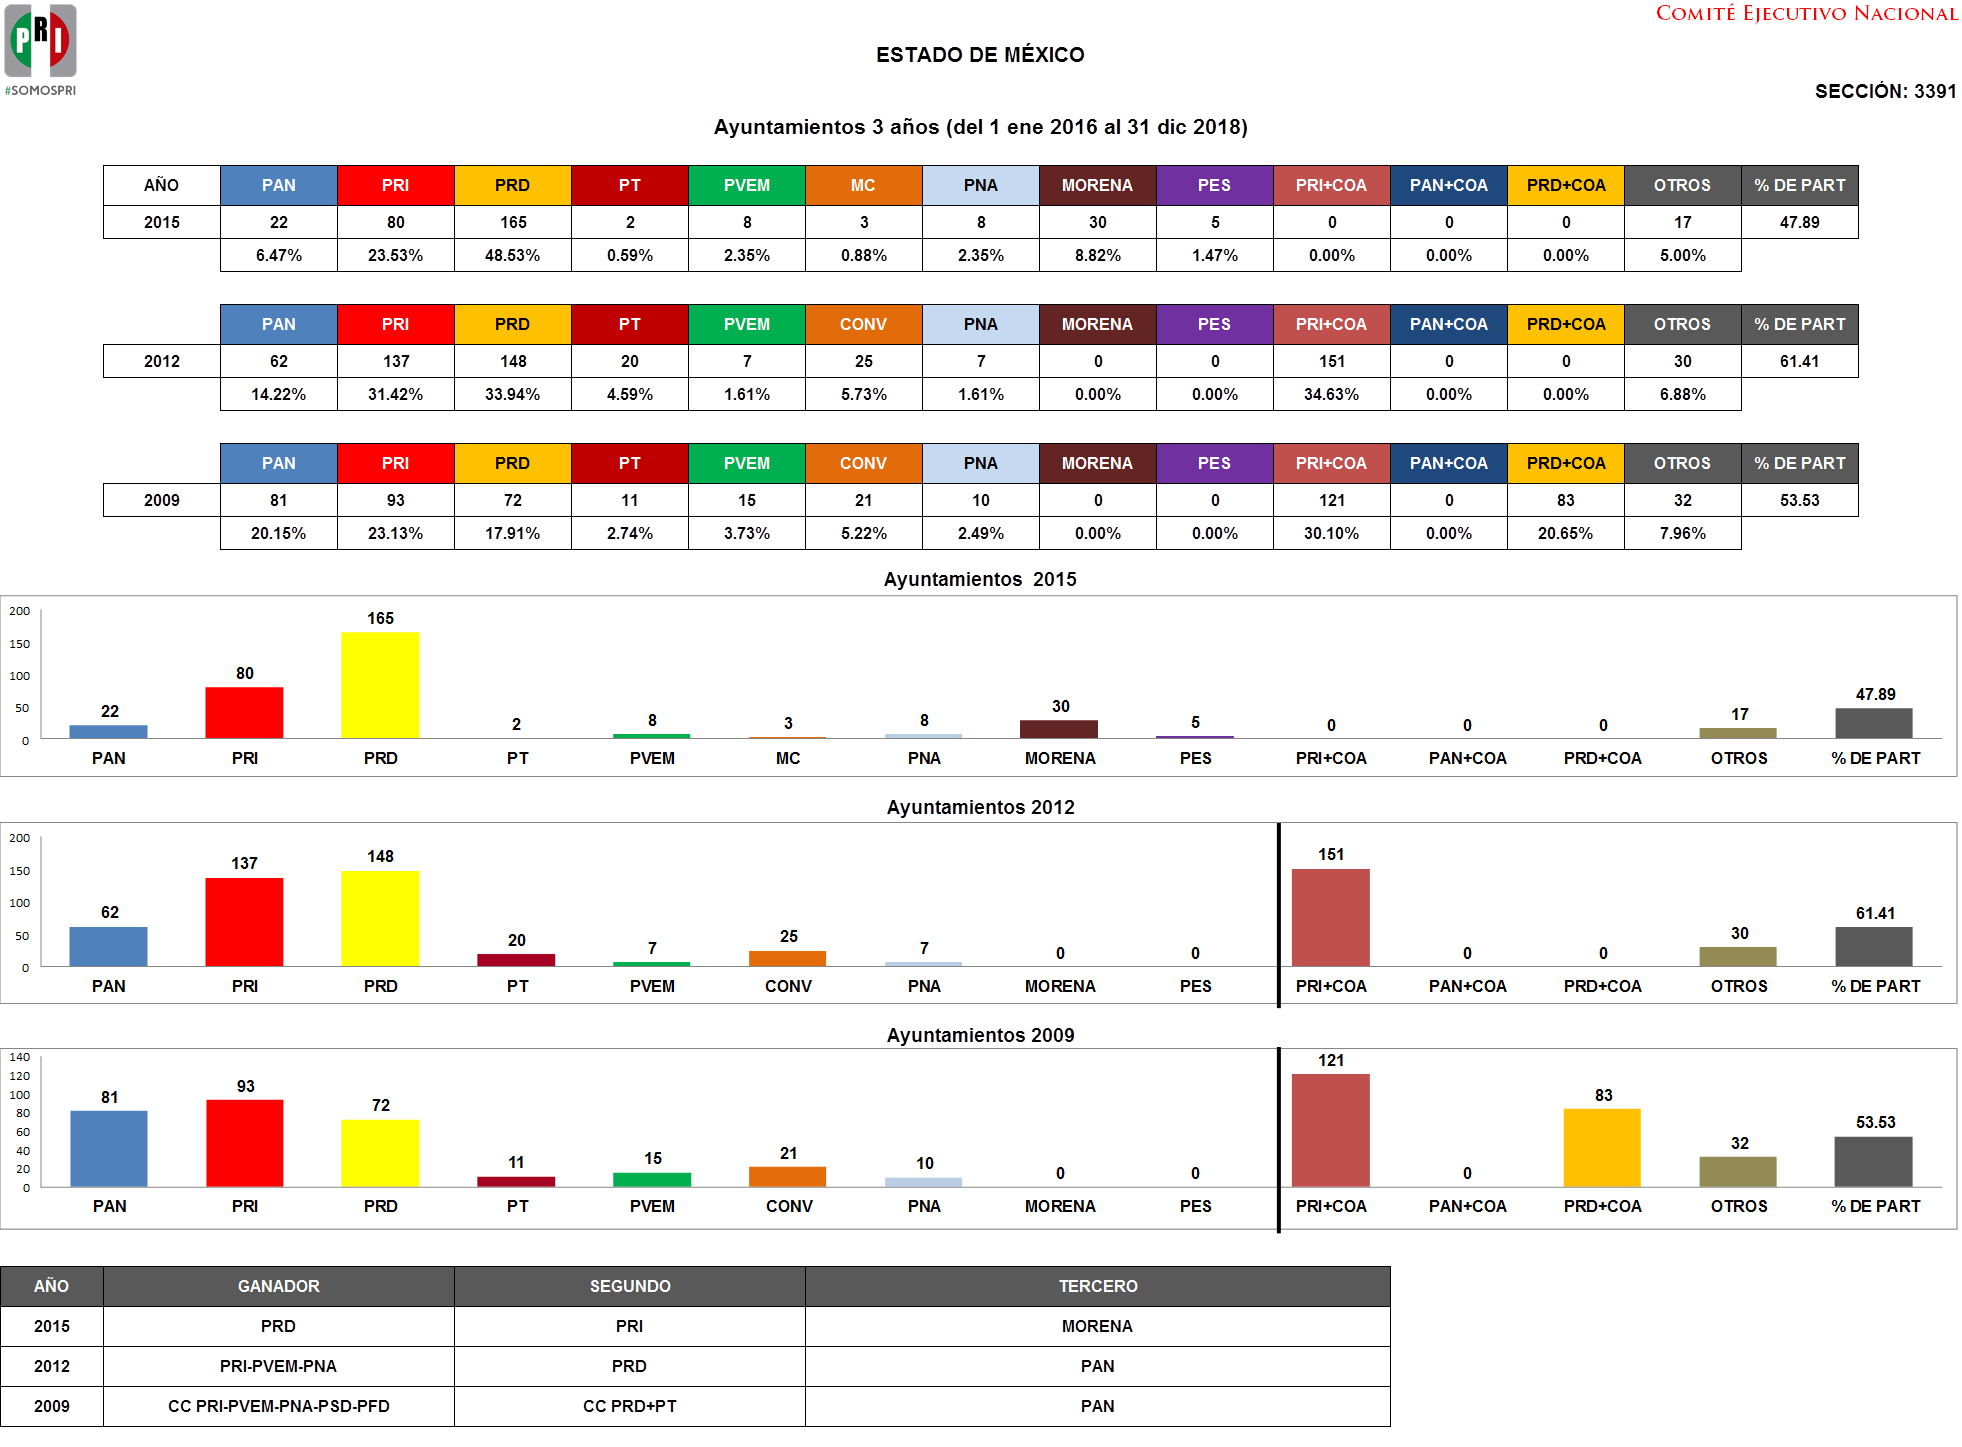 PRI
#SOMOSPRI
COMITÉ EJECUTIVO NACIONAL
ESTADO DE MÉXICO
SECCIÓN: 3391
Ayuntamientos 3 años (del 1 ene 2016 al 31 dic 2018)
AÑO PAN PRI PRD PT PVEM MC PNA MORENA PES PRI+COA PAN+COA PRD+COA OTROS % DE PART
2015 22 80 165 2 8 3 8 30 5 0 0 0 17 47.89
6.47% 23.53% 48.53% 0.59% 2.35% 0.88% 2.35% 8.82% 1.47% 0.00% 0.00% 0.00% 5.00%
PAN PRI PRD PT PVEM CONV PNA MORENA PES PRI+COA PAN+COA PRD+COA OTROS % DE PART
2012 62 137 148 20 7 25 7 0 0 151 0 0 30 61.41
14.22% 31.42% 33.94% 4.59% 1.61% 5.73% 1.61% 0.00% 0.00% 34.63% 0.00% 0.00% 6.88%
PAN PRI PRD PT PVEM CONV PNA MORENA PES PRI+COA PAN+COA PRD+COA OTROS % DE PART
2009 81 93 72 11 15 21 10 0 0 121 0 83 32 53.53
20.15% 23.13% 17.91% 2.74% 3.73% 5.22% 2.49% 0.00% 0.00% 30.10% 0.00% 20.65% 7.96%
Ayuntamientos 2015
200
150
100
50
0
22 80 165 2 8 3 8 30 5 0 0 0 17 47.89
PAN PRI PRD PT PVEM MC PNA MORENA PES PRI+COA PAN+COA PRD+COA OTROS % DE PART
Ayuntamientos 2012
200
150
100
50
0
62 137 148 20 7 25 7 0 0 151 0 0 30 61.41
PAN PRI PRD PT PVEM CONV PNA MORENA PES PRI+COA PAN+COA PRD+COA OTROS % DE PART
Ayuntamientos 2009
140
120
100
80
60
40
20
0
81 93 72 11 15 21 10 0 0 121 0 83 32 53.53
PAN PRI PRD PT PVEM CONV PNA MORENA PES PRI+COA PAN+COA PRD+COA OTROS % DE PART
AÑO GANADOR SEGUNDO TERCERO
2015 PRD PRI MORENA
2012 PRI-PVEM-PNA PRD PAN
2009 CC PRI-PVEM-PNA-PSD-PFD CC PRD+PT PAN